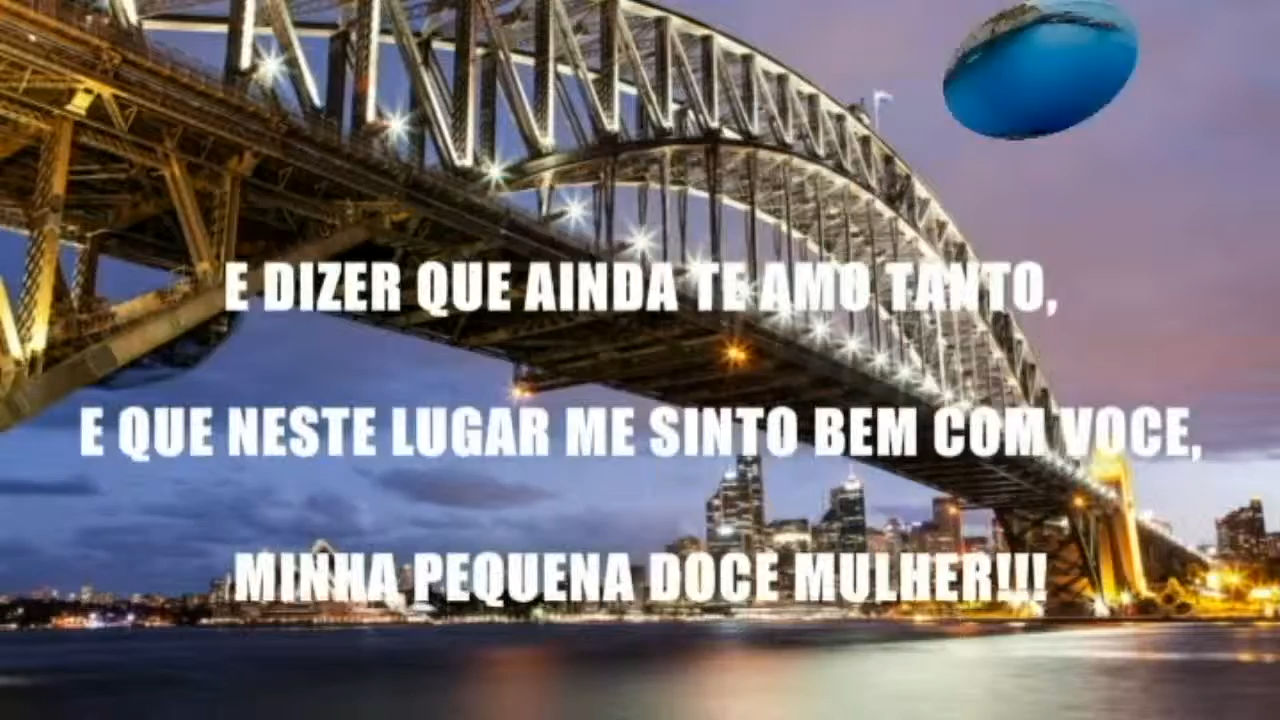 E DIZER QUE AINDA TE AMO TANTO,
E QUE NESTE LUGAR ME SINTO BEM COM VOCE,
MINHA PEQUENA DOCE MULHER!!!